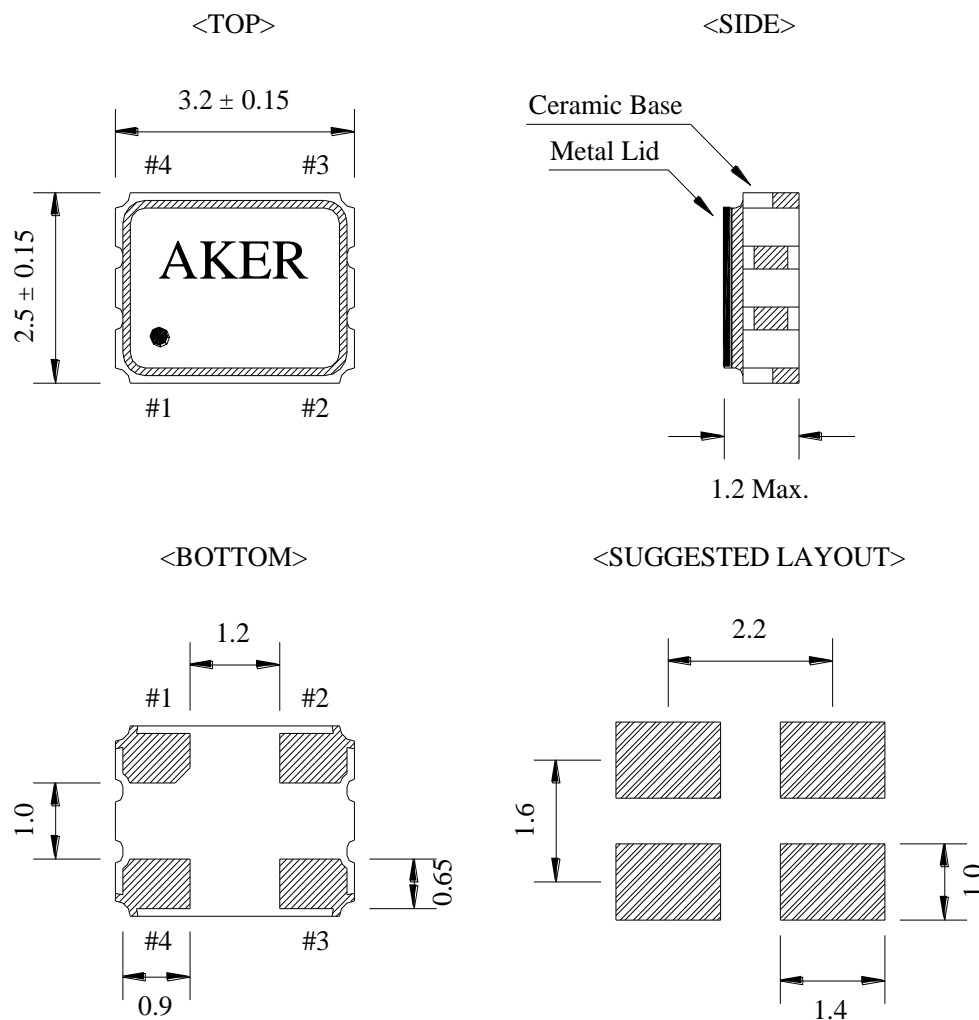 <TOP>
3.2 ± 0.15
#4 #3
2.5 ± 0.15
AKER
#1 #2
<SIDE>
Ceramic Base
Metal Lid
1.2 Max.
<BOTTOM>
1.2
#1 #2
1.0
0.65
#4 #3
0.9
<SUGGESTED LAYOUT>
2.2
1.6
1.0
1.4